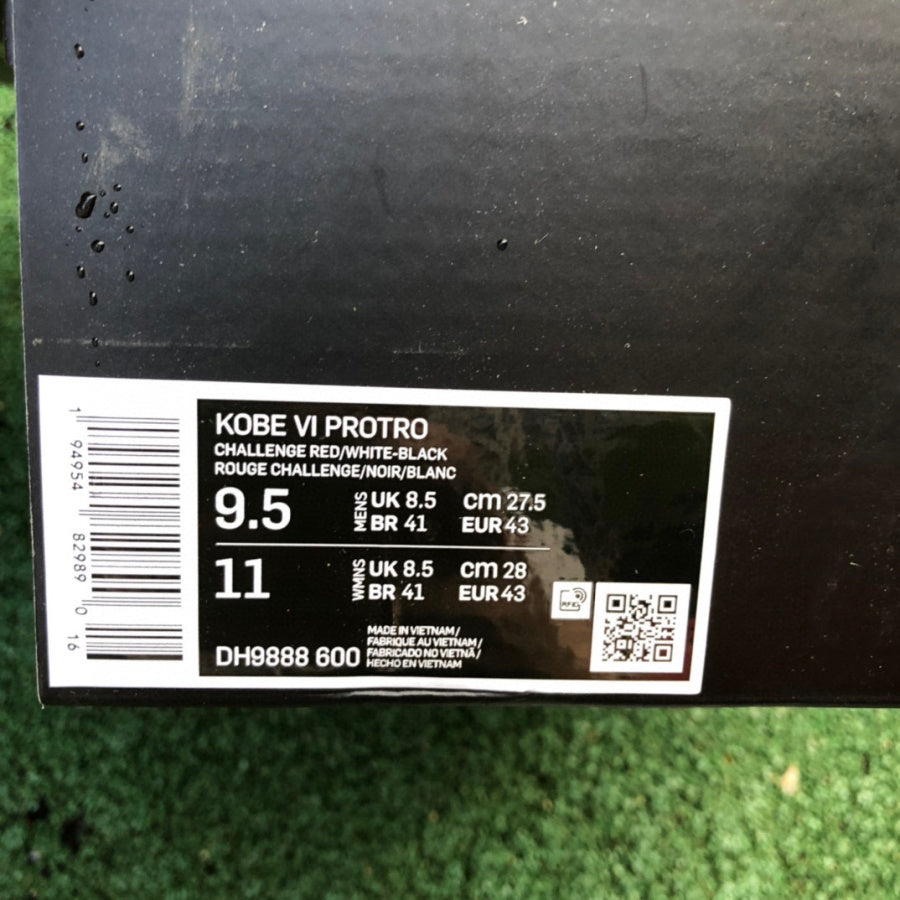 KOBE VI PROTRO
CHALLENGE RED/WHITE-BLACK
ROUGE CHALLENGE/NOIR/BLANC
9.5 MENS UK 8.5 cm 27.5
BR 41 EUR 43
11 WMNS UK 8.5 cm 28
BR 41 EUR 43
RFID
DH9888 600
MADE IN VIETNAM /
FABRIQUE AU VIETNAM /
FABRICADO NO VIETNÃ /
HECHO EN VIETNAM
1 94954 82989 0 16